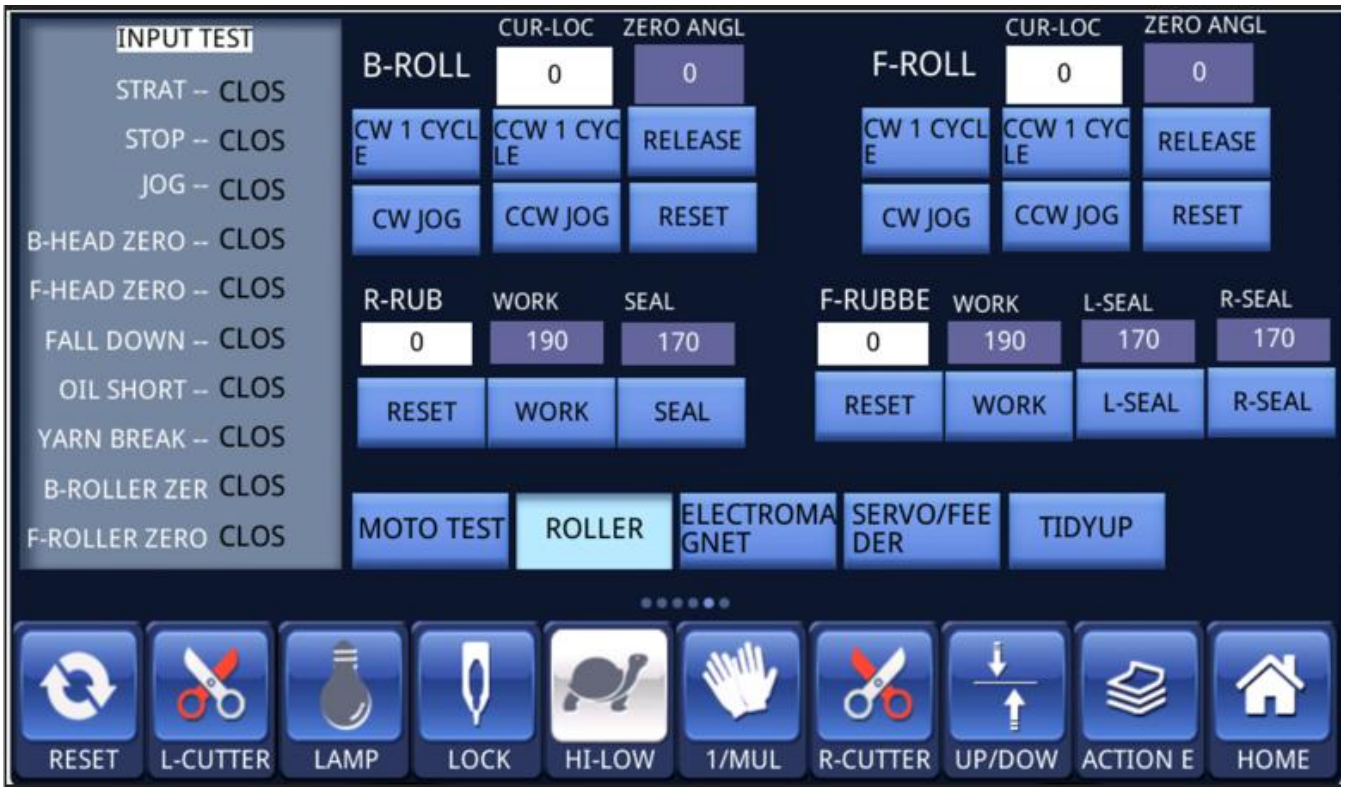 INPUT TEST
STRAT -- CLOS
STOP -- CLOS
JOG -- CLOS
B-HEAD ZERO -- CLOS
F-HEAD ZERO -- CLOS
FALL DOWN -- CLOS
OIL SHORT -- CLOS
YARN BREAK -- CLOS
B-ROLLER ZER CLOS
F-ROLLER ZERO CLOS
CUR-LOC ZERO ANGL
B-ROLL 0 0
CW 1 CYCL
E
CCW 1 CYC
LE
RELEASE
CW JOG CCW JOG RESET
CUR-LOC ZERO ANGL
F-ROLL 0 0
CW 1 CYCL
E
CCW 1 CYC
LE
RELEASE
CW JOG CCW JOG RESET
R-RUB WORK SEAL
0 190 170
RESET WORK SEAL
F-RUBBE WORK L-SEAL R-SEAL
0 190 170 170
RESET WORK L-SEAL R-SEAL
MOTO TEST
ROLLER
ELECTROMA
GNET
SERVO/FEE
DER
TIDYUP
RESET L-CUTTER LAMP LOCK HI-LOW 1/MUL R-CUTTER UP/DOW ACTION E HOME